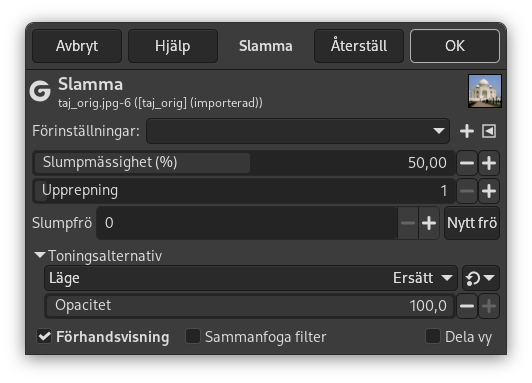 Avbryt Hjälp Slamma Återställ OK
Slamma
taj_orig.jpg-6 ([taj_orig] (importerad))
Förinställningar:
Slumpmässighet (%) 50,00
Upprepning 1
Slumpfrö 0 Nytt frö
Toningsalternativ
Läge Ersätt
Opacitet 100,0
Förhandsvisning Sammanfoga filter Dela vy